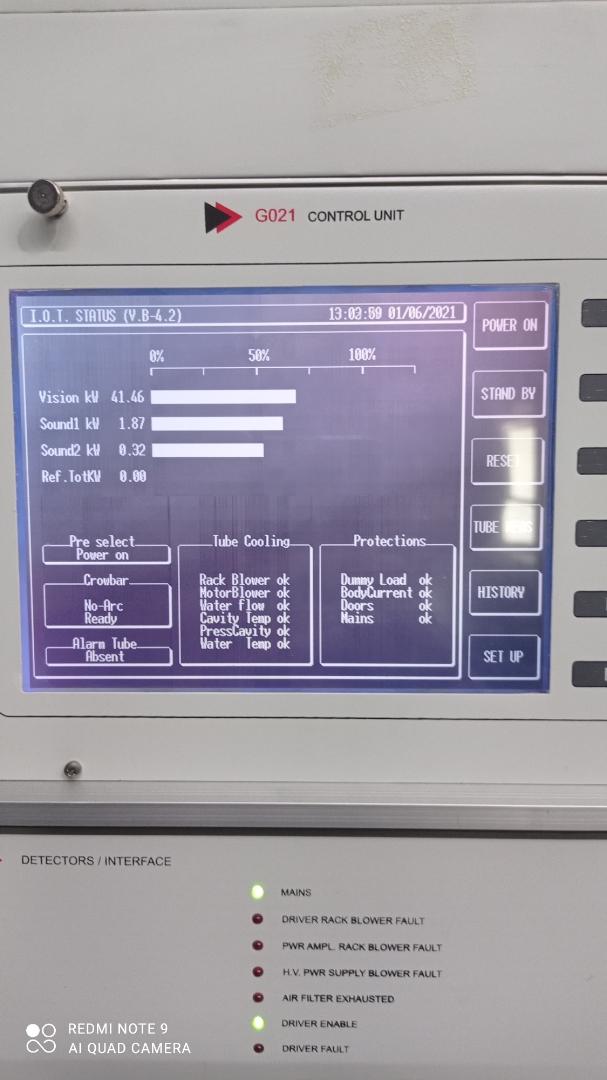 G021 CONTROL UNIT
I.O.T. STATUS (V.B-4.2) 13:03:59 01/06/2021
POWER ON
0% 50% 100%
Vision kW 41.46
STAND BY
Sound1 kW 1.87
Sound2 kW 0.32
RESET
Ref.TotKW 0.00
TUBE
Pre select
Power on
Crowbar
No-Arc
Ready
Alarm Tube
Absent
Tube Cooling
Rack Blower ok
MotorBlower ok
Water flow ok
Cavity Temp ok
PressCavity ok
Water Temp ok
Protections
Dummy Load ok
BodyCurrent ok
Doors ok
Mains ok
HISTORY
SET UP
DETECTORS / INTERFACE
MAINS
DRIVER RACK BLOWER FAULT
PWR AMPL. RACK BLOWER FAULT
H.V. PWR SUPPLY BLOWER FAULT
AIR FILTER EXHAUSTED
DRIVER ENABLE
DRIVER FAULT
REDMI NOTE 9
AI QUAD CAMERA